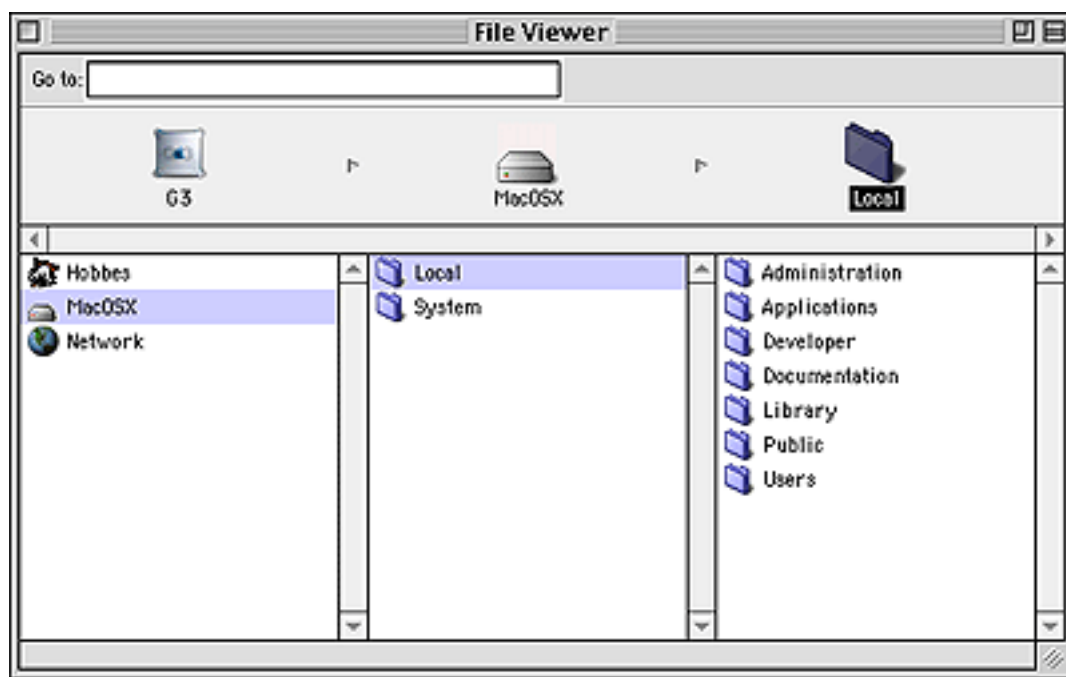 File Viewer
Go to:
G3 MacOSX Local
Hobbes Local Administration
MacOSX System Applications
Network Developer
Documentation
Library
Public
Users